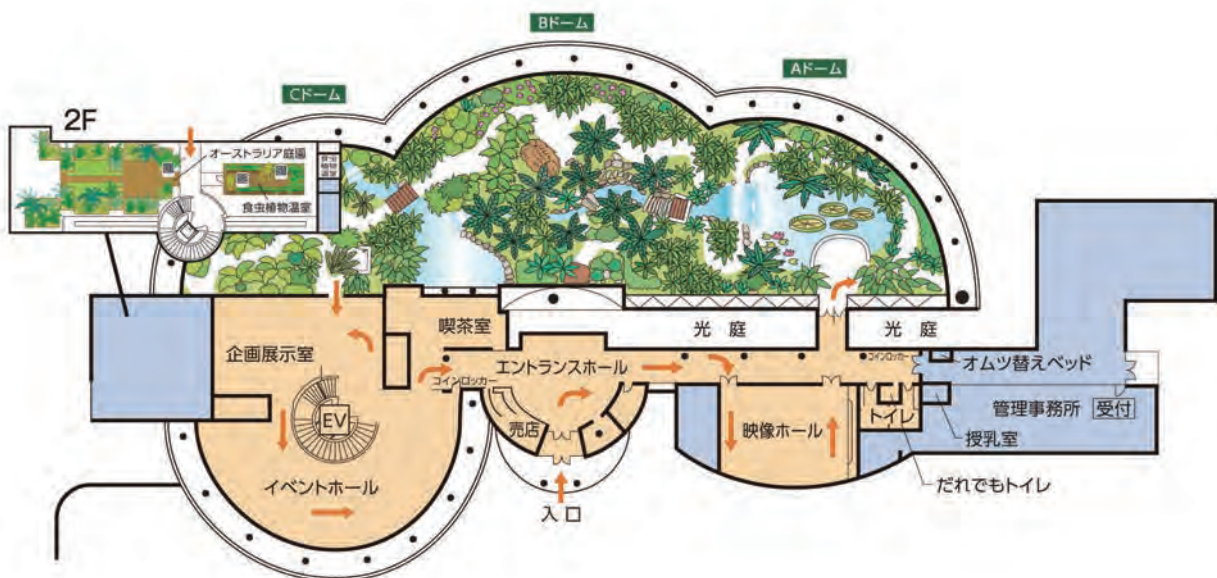 Bドーム
Aドーム
Cドーム
2F
オーストラリア庭園
食虫植物温室
喫茶室
光庭
光庭
企画展示室
コインロッカー
エントランスホール
コインロッカー
オムツ替えベッド
EV
売店
映像ホール
トイレ
管理事務所
受付
授乳室
イベントホール
だれでもトイレ
入口